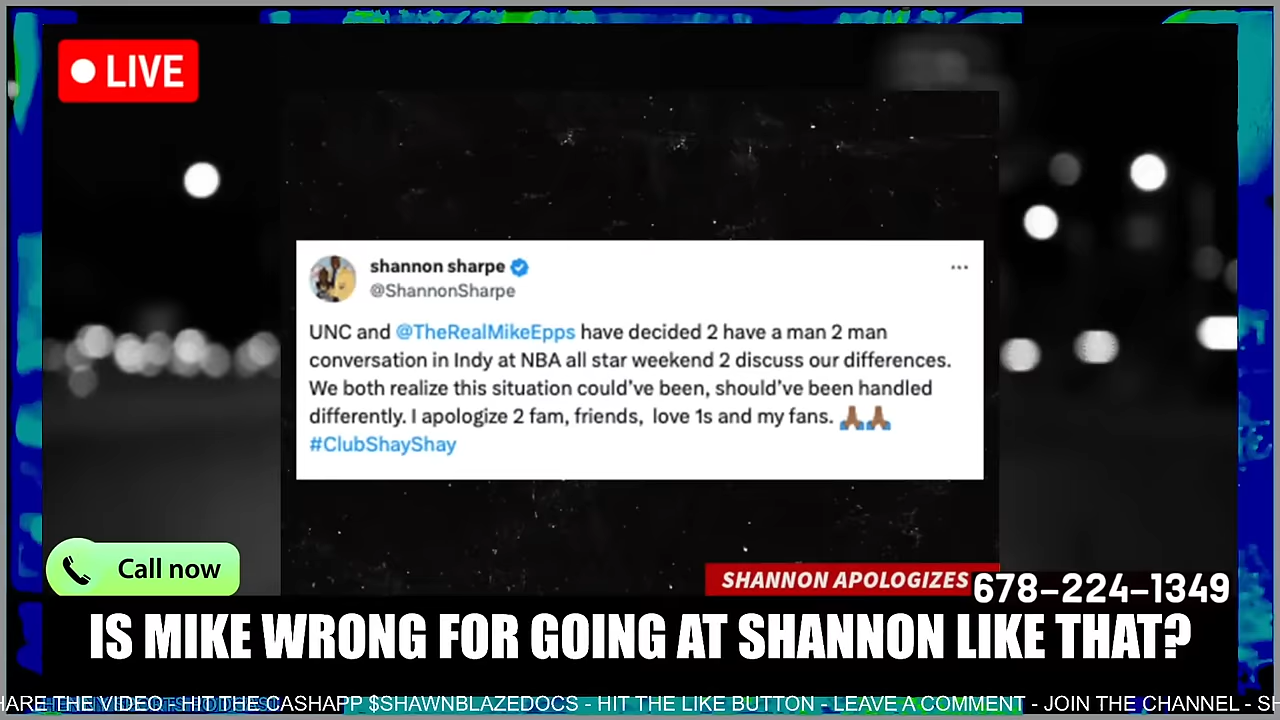 LIVE
shannon sharpe
@ShannonSharpe
UNC and @TheRealMikeEpps have decided 2 have a man 2 man
conversation in Indy at NBA all star weekend 2 discuss our differences.
We both realize this situation could've been, should've been handled
differently. I apologize 2 fam, friends, love 1s and my fans. 🙏🏾🙏🏾
#ClubShayShay
Call now
SHANNON APOLOGIZES
678-224-1349
IS MIKE WRONG FOR GOING AT SHANNON LIKE THAT?
HARE THE VIDEO - HIT THE CASHAPP $SHAWNBLAZEDOCS - HIT THE LIKE BUTTON - LEAVE A COMMENT - JOIN THE CHANNEL - SH